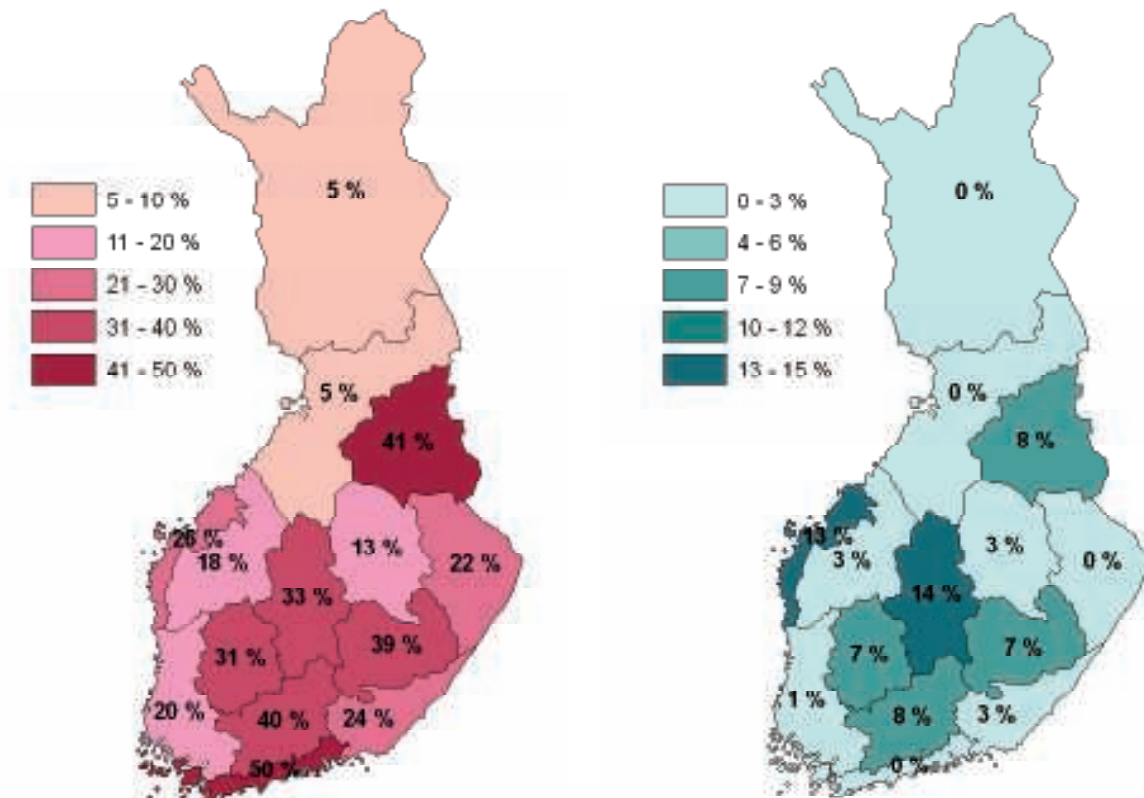 5 %
5 - 10 %
11 - 20 %
21 - 30 %
31 - 40 %
41 - 50 %
5 %
41 %
26 %
18 %
13 %
22 %
33 %
39 %
31 %
20 %
40 %
24 %
50 %
0 %
0 - 3 %
4 - 6 %
7 - 9 %
10 - 12 %
13 - 15 %
0 %
8 %
13 %
3 %
3 %
0 %
14 %
7 %
7 %
1 %
8 %
3 %
0 %